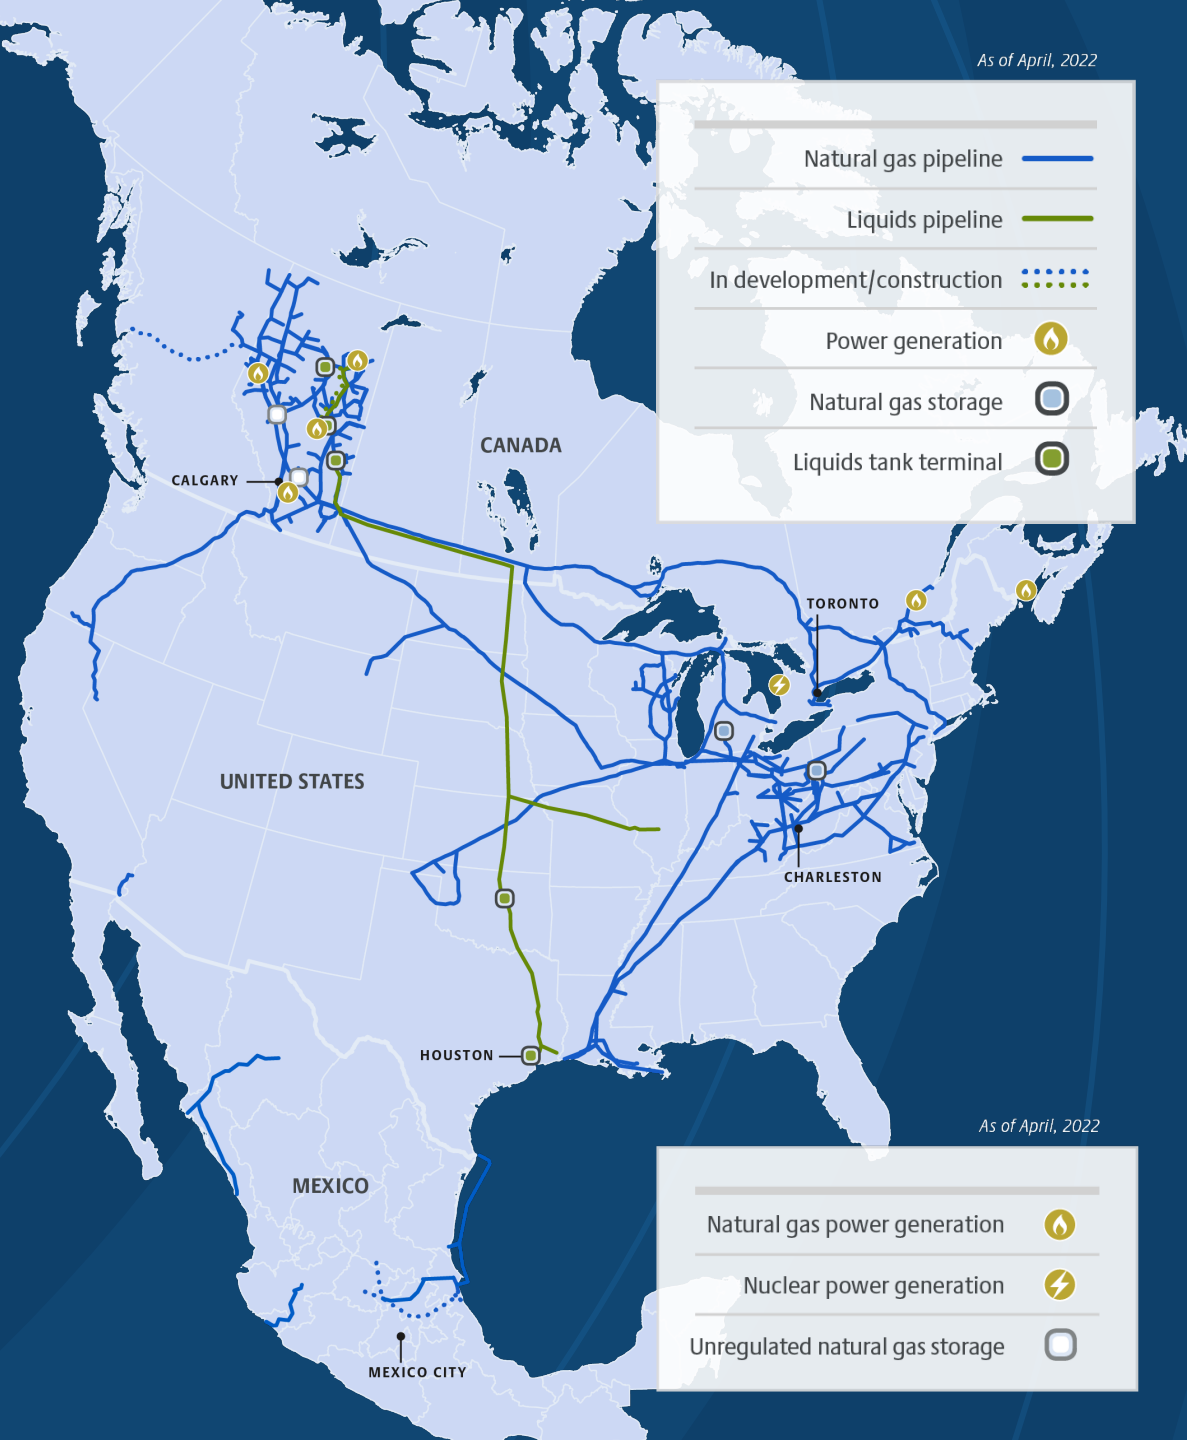 As of April, 2022
Natural gas pipeline
Liquids pipeline
In development/construction
Power generation
Natural gas storage
Liquids tank terminal
CANADA
CALGARY
TORONTO
UNITED STATES
CHARLESTON
HOUSTON
As of April, 2022
MEXICO
Natural gas power generation
Nuclear power generation
Unregulated natural gas storage
MEXICO CITY